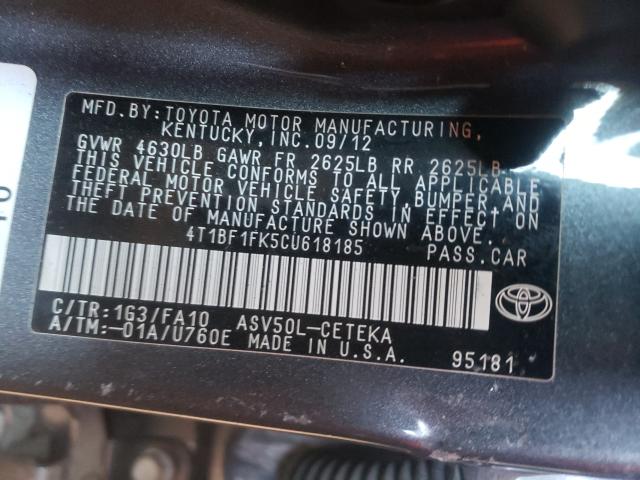 MFD.BY:TOYOTA MOTOR MANUFACTURING,
KENTUCKY, INC. 09/12
GVWR 4630LB GAWR FR 2625LB RR 2625LB
THIS VEHICLE CONFORMS TO ALL APPLICABLE
FEDERAL MOTOR VEHICLE SAFETY, BUMPER AND
THEFT PREVENTION STANDARDS IN EFFECT ON
THE DATE OF MANUFACTURE SHOWN ABOVE.
4T1BF1FK5CU618185 PASS.CAR
C/TR:1G3/FA10 ASV50L-CETEKA
A/TM:-01A/U760E MADE IN U.S.A. 95181